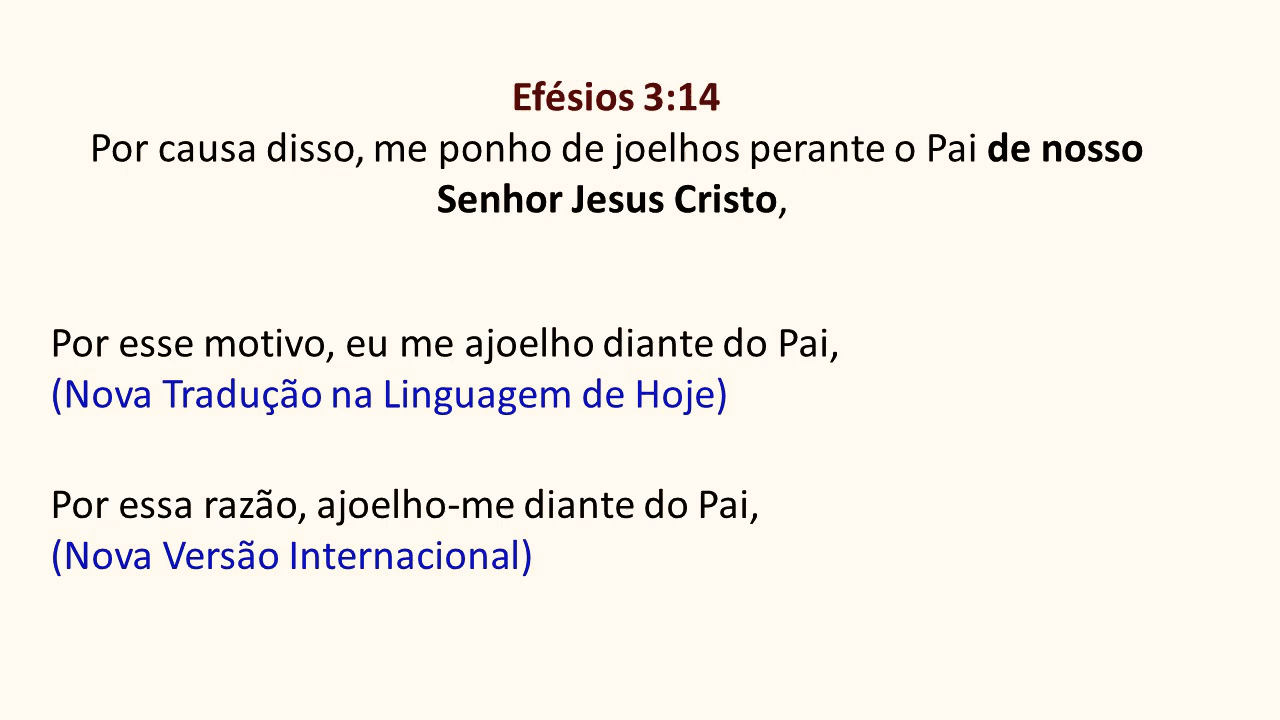 Efésios 3:14
Por causa disso, me ponho de joelhos perante o Pai de nosso
Senhor Jesus Cristo,
Por esse motivo, eu me ajoelho diante do Pai,
(Nova Tradução na Linguagem de Hoje)
Por essa razão, ajoelho-me diante do Pai,
(Nova Versão Internacional)